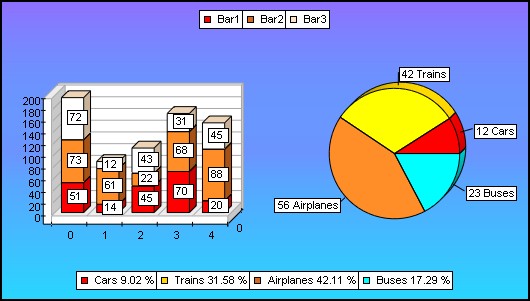 Bar1 Bar2 Bar3
42 Trains
12 Cars
23 Buses
56 Airplanes
200
180
160
140
120
100
80
60
40
20
0
72 73 51
12 61 14
43 22 45
31 68 70
45 88 20
0 1 2 3 4 0
Cars 9.02 % Trains 31.58 % Airplanes 42.11 % Buses 17.29 %